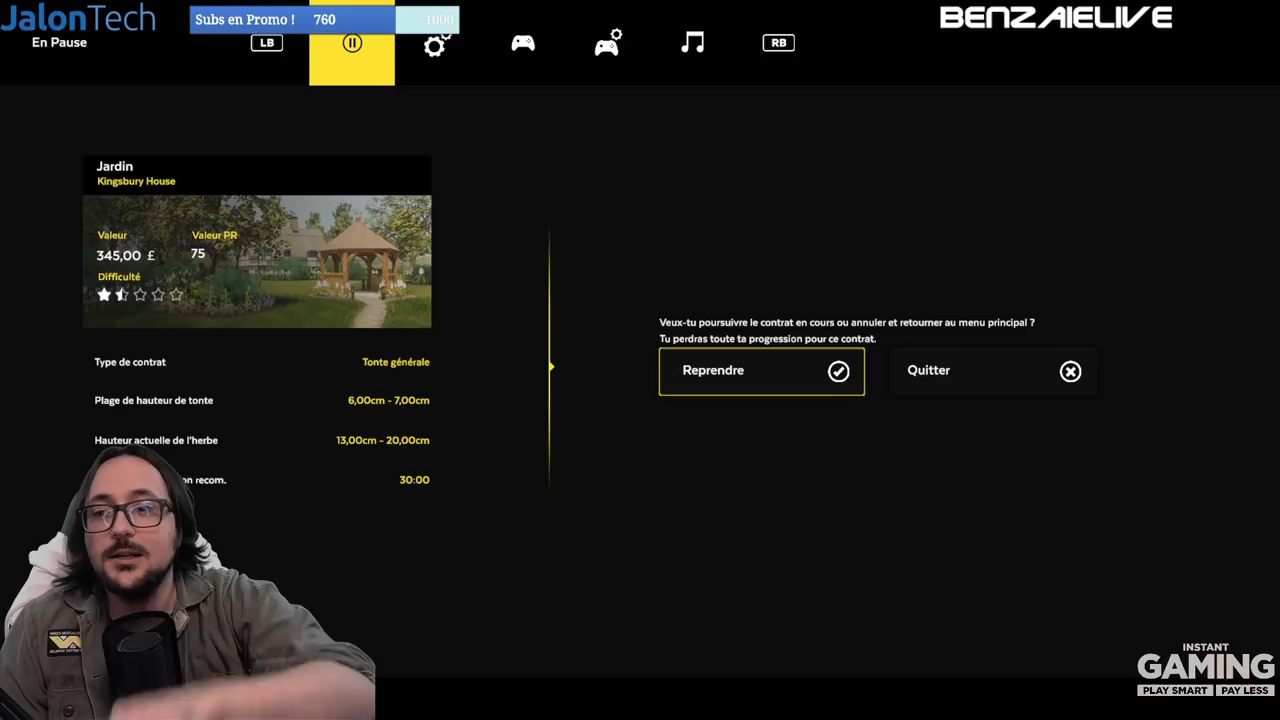 JalonTech
Subs en Promo ! 760 1000
BENZAIELIVE
En Pause
LB
RB
Jardin
Kingsbury House
Valeur
Valeur PR
345,00 £
75
Difficulté
Type de contrat
Tonte générale
Plage de hauteur de tonte
6,00cm - 7,00cm
Hauteur actuelle de l'herbe
13,00cm - 20,00cm
on recom.
30:00
Veux-tu poursuivre le contrat en cours ou annuler et retourner au menu principal ?
Tu perdras toute ta progression pour ce contrat.
Reprendre
Quitter
INSTANT
GAMING
PLAY SMART | PAY LESS